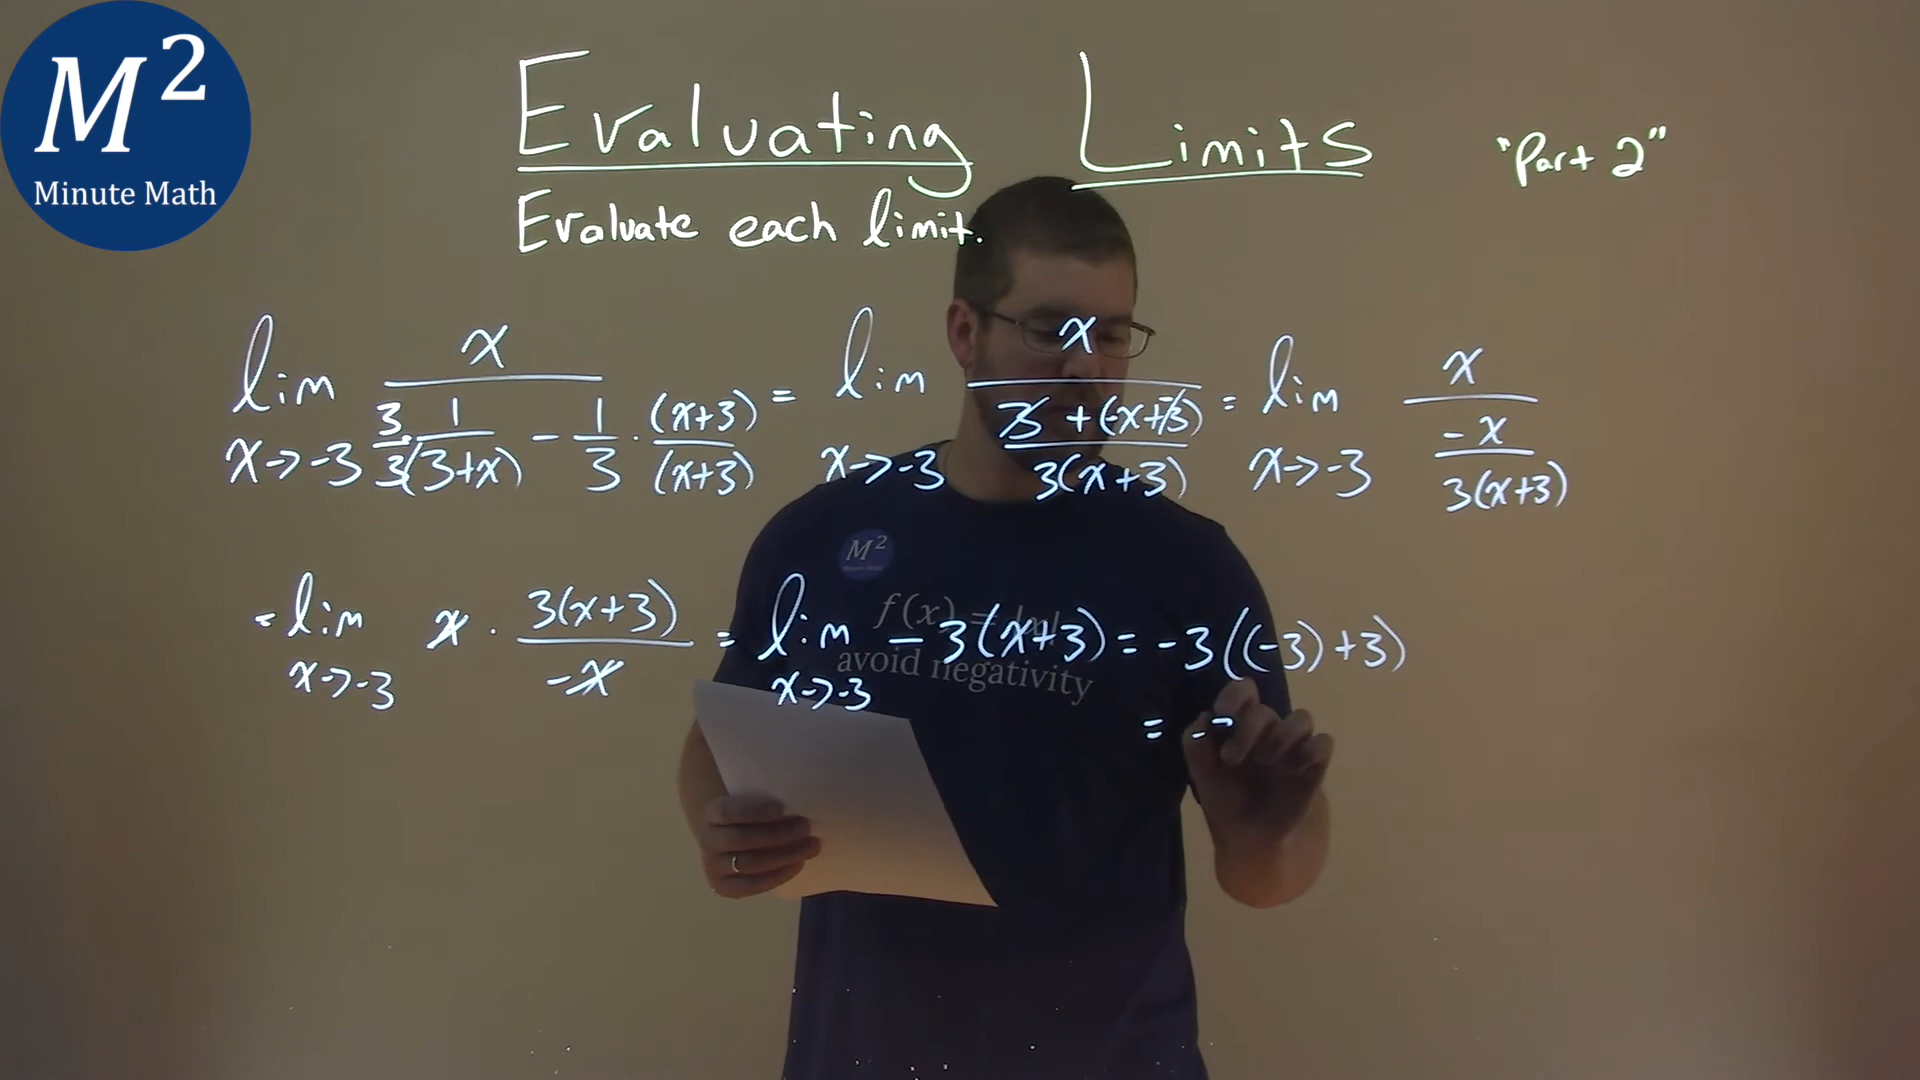 M²
Minute Math
Evaluating Limits "Part 2"
Evaluate each limit.
lim x→-3 x / (3/3 · 1/(3+x) - 1/3 · (x+3)/(x+3)) = lim x→-3 x / ((3 + (-x+-3)) / 3(x+3)) = lim x→-3 x / (-x / 3(x+3))
= lim x→-3 x · 3(x+3) / -x = lim x→-3 -3(x+3) = -3((-3)+3)
=
M²
Minute Math
f(x) = |x|
avoid negativity